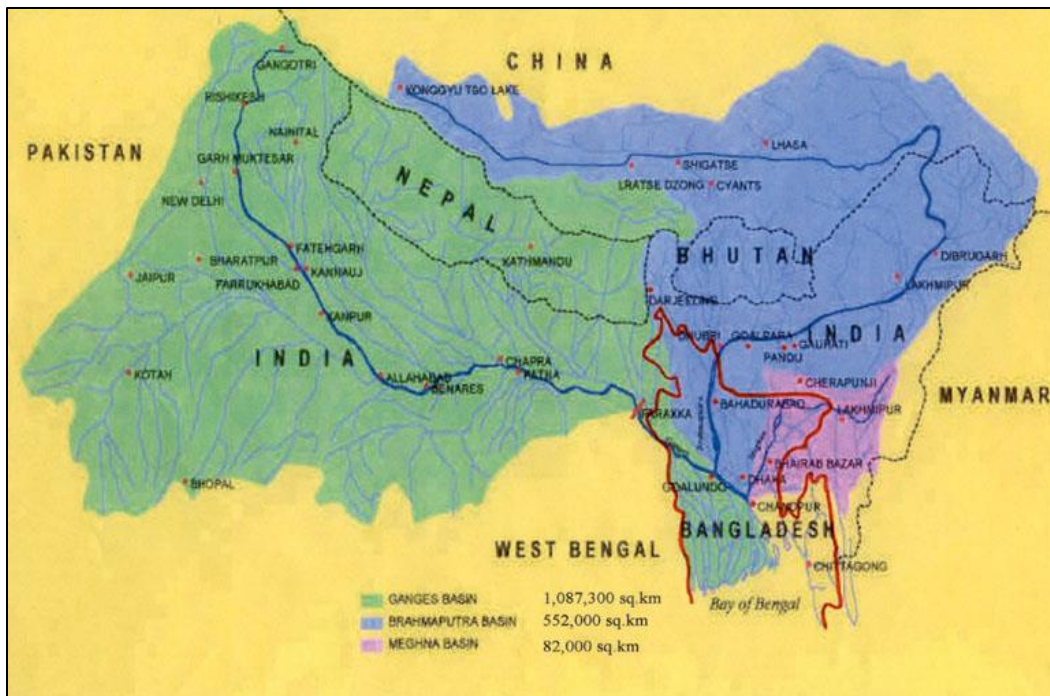 GANGOTRI
CHINA
KONGGYU TSO LAKE
RISHIKESH
PAKISTAN
NAINITAL
LHASA
GARH MUKTESAR
SHIGATSE
LRATSE DZONG
CYANTS
NEW DELHI
NEPAL
FATEHGARH
KATHMANDU
BHUTAN
DIBRUGARH
BHARATPUR
KANNAUJ
JAIPUR
FARRUKHABAD
LAKHMIPUR
DARJEELING
KANPUR
DHUBRI
GOALPARA
INDIA
PANDU
GAUHATI
INDIA
CHAPRA
KOTAH
ALLAHABAD
PATNA
CHERAPUNJI
BENARES
MYANMAR
FARAKKA
BAHADURABAD
LAKHMIPUR
BHAIRAB BAZAR
BHOPAL
GOALUNDO
DHAKA
CHANDPUR
BANGLADESH
WEST BENGAL
CHITTAGONG
GANGES BASIN 1,087,300 sq.km
Bay of Bengal
BRAHMAPUTRA BASIN 552,000 sq.km
MEGHNA BASIN 82,000 sq.km